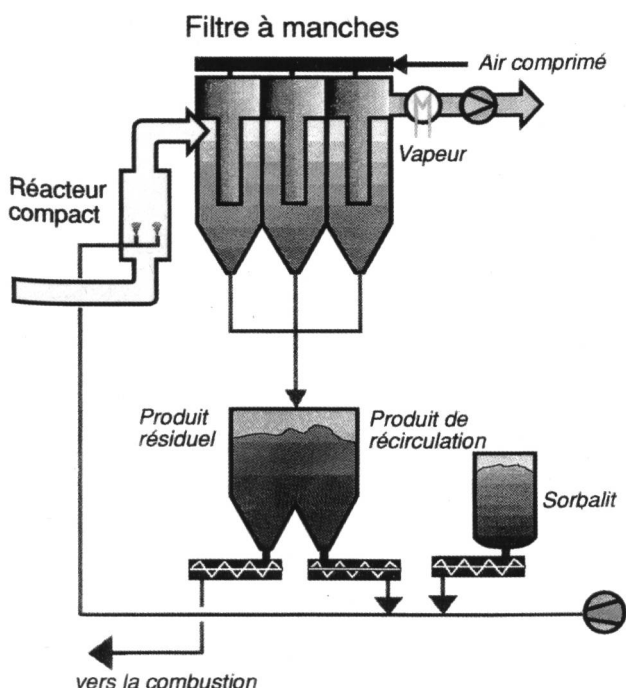 Filtre à manches
Air comprimé
Vapeur
Réacteur
compact
Produit
résiduel
Produit de
récirculation
Sorbalit
vers la combustion